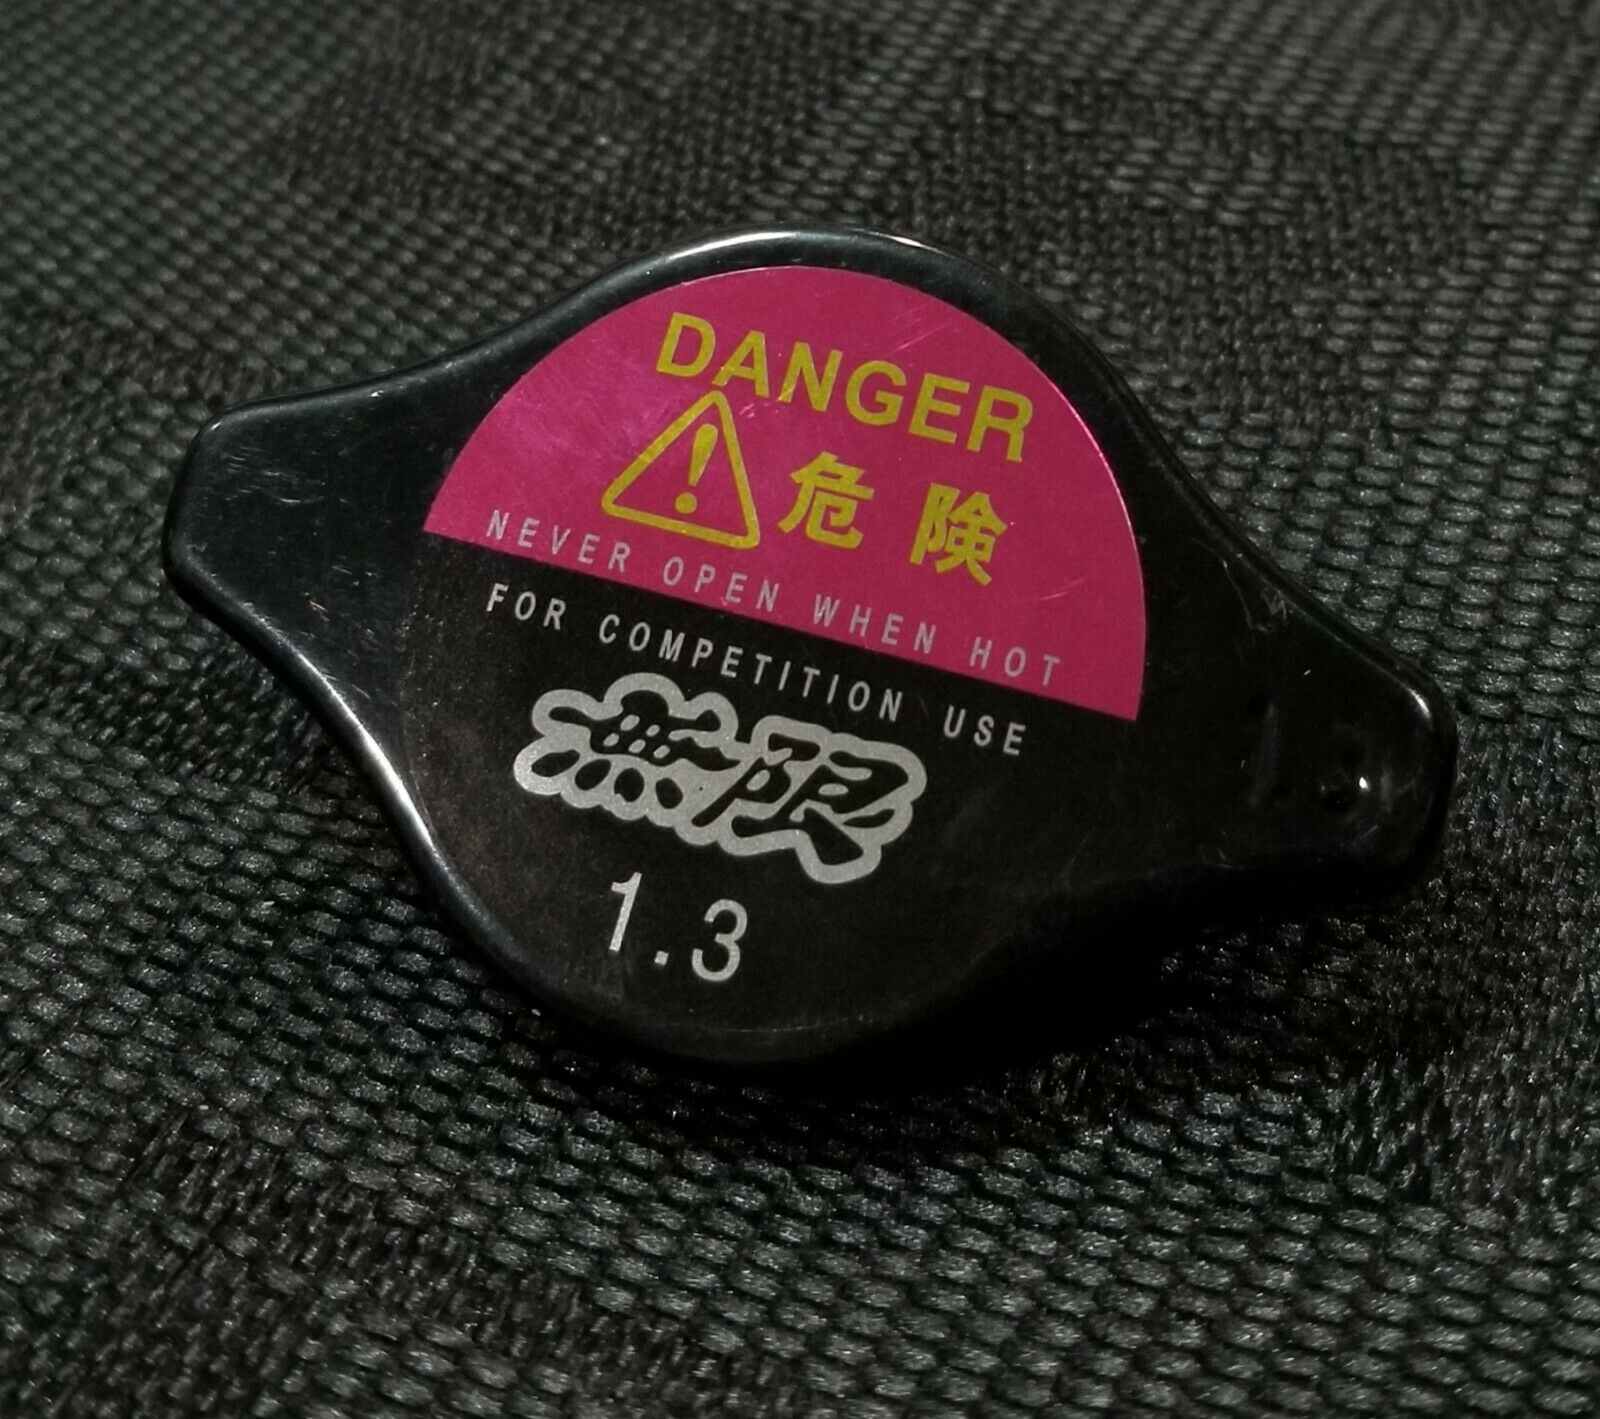 DANGER
危険
NEVER OPEN WHEN HOT
FOR COMPETITION USE
無限
1.3